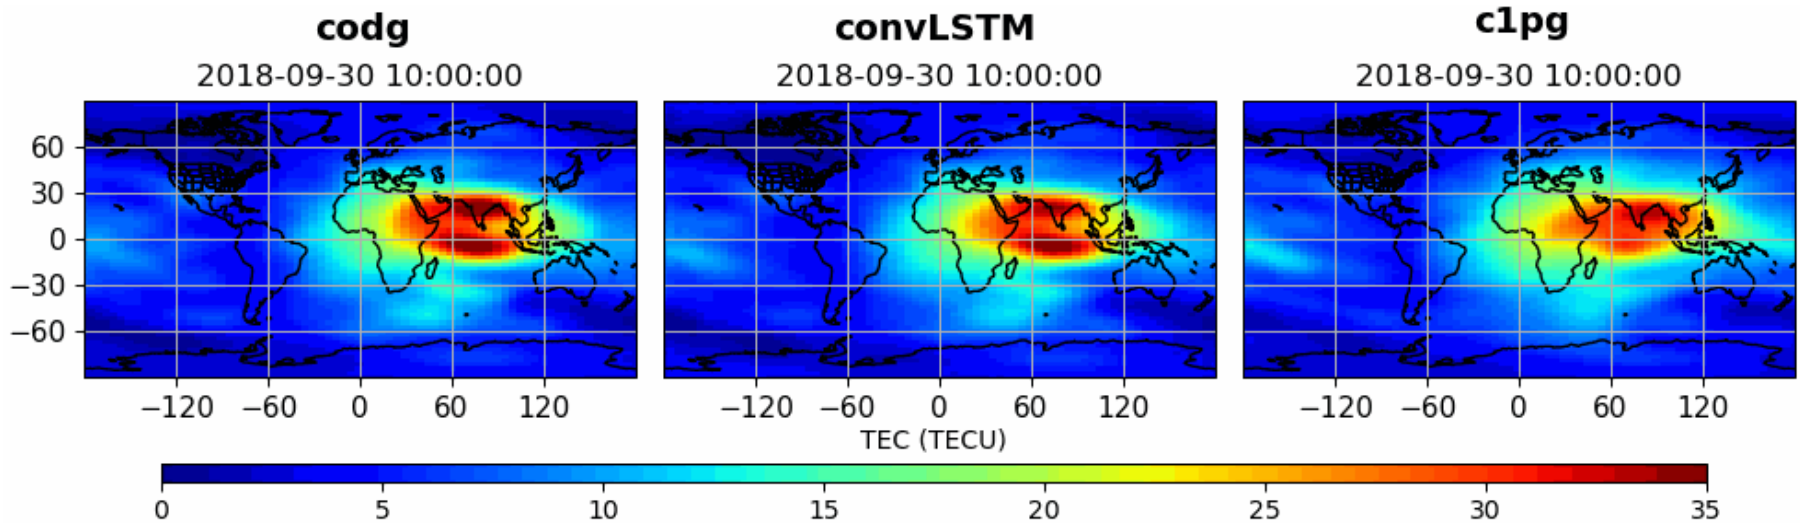 codg convLSTM c1pg
2018-09-30 10:00:00 2018-09-30 10:00:00 2018-09-30 10:00:00
60
30
0
−30
−60
−120 −60 0 60 120 −120 −60 0 60 120 −120 −60 0 60 120
TEC (TECU)
0 5 10 15 20 25 30 35